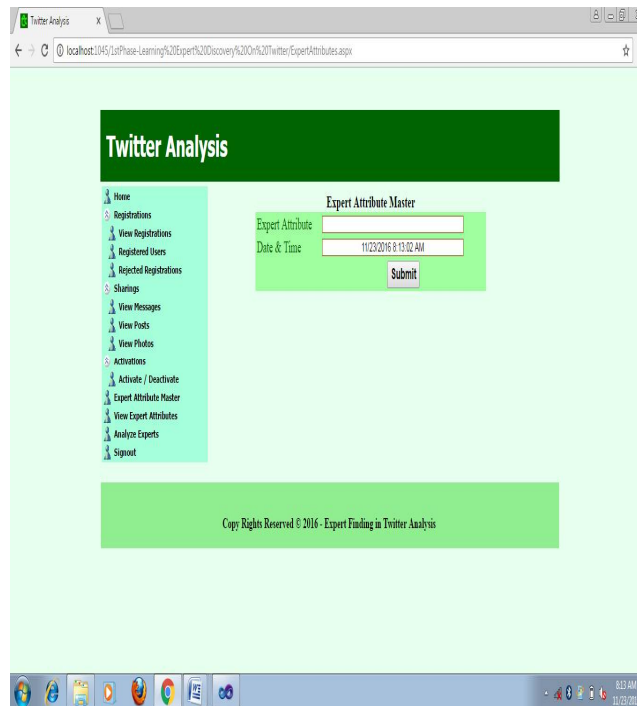 Twitter Analysis
localhost:1045/1stPhase-Learning%20Expert%20Discovery%20On%20Twitter/ExpertAttributes.aspx
Twitter Analysis
Home
Registrations
View Registrations
Registered Users
Rejected Registrations
Sharings
View Messages
View Posts
View Photos
Activations
Activate / Deactivate
Expert Attribute Master
View Expert Attributes
Analyze Experts
Signout
Expert Attribute Master
Expert Attribute
Date & Time 11/23/2016 8:13:02 AM
Submit
Copy Rights Reserved © 2016 - Expert Finding in Twitter Analysis
8:13 AM